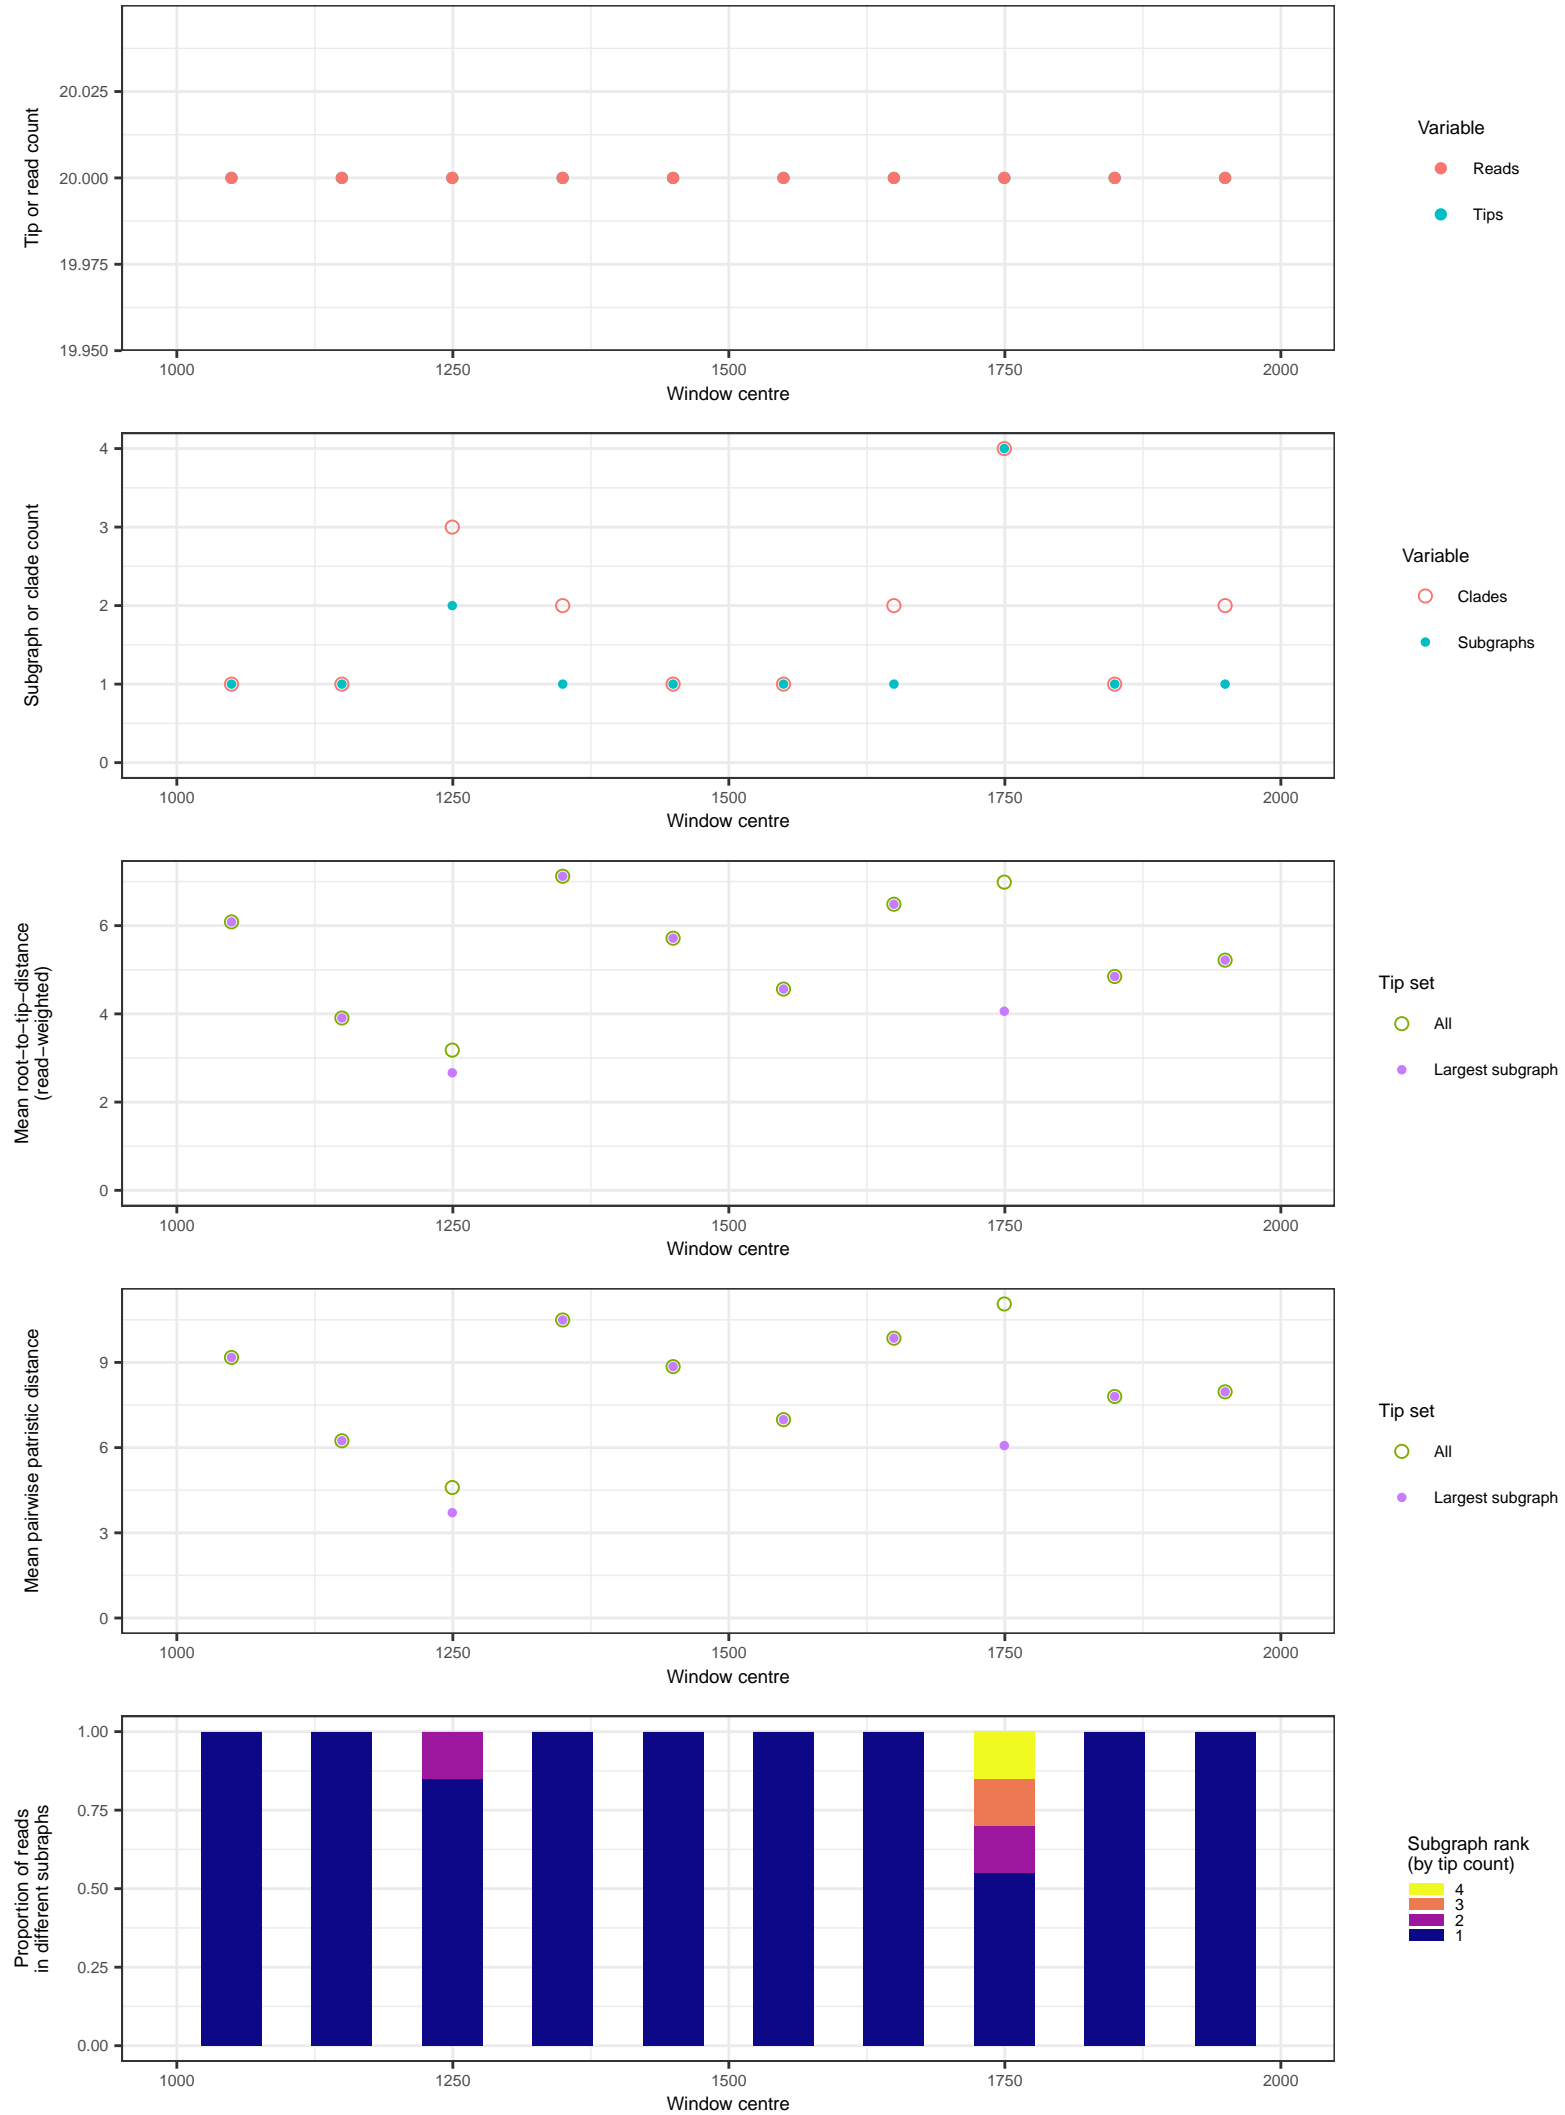 Tip or read count
20.025
20.000
19.975
19.950
1000 1250 1500 1750 2000
Window centre
Variable
Reads
Tips
Subgraph or clade count
4
3
2
1
0
1000 1250 1500 1750 2000
Window centre
Variable
Clades
Subgraphs
Mean root−to−tip−distance
(read−weighted)
6
4
2
0
1000 1250 1500 1750 2000
Window centre
Tip set
All
Largest subgraph
Mean pairwise patristic distance
9
6
3
0
1000 1250 1500 1750 2000
Window centre
Tip set
All
Largest subgraph
Proportion of reads
in different subraphs
1.00
0.75
0.50
0.25
0.00
1000 1250 1500 1750 2000
Window centre
Subgraph rank
(by tip count)
4
3
2
1